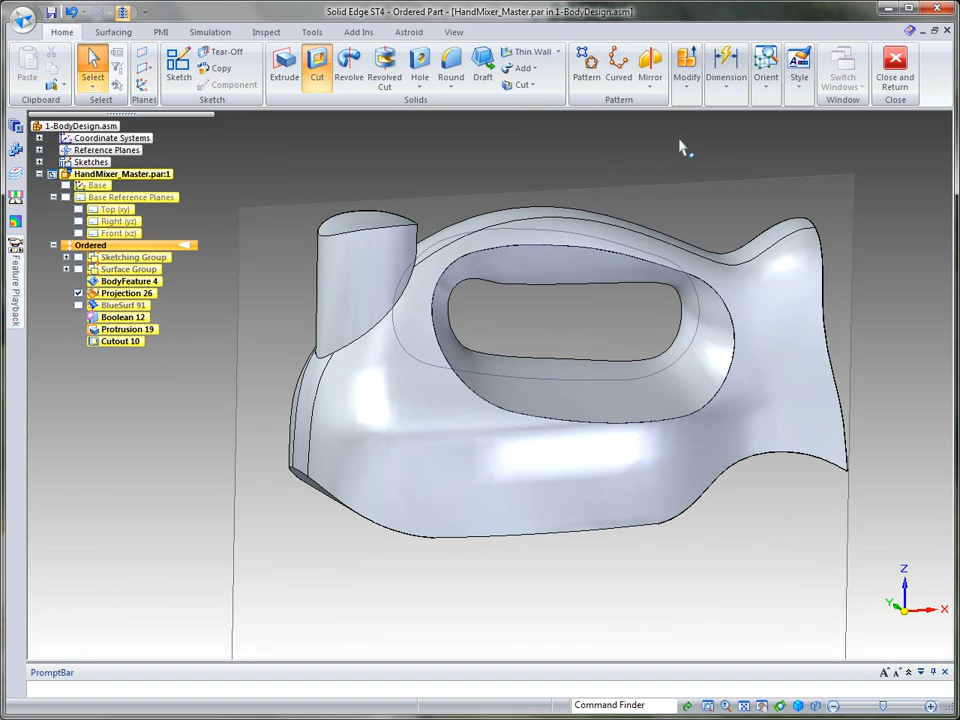 Solid Edge ST4 - Ordered Part - [HandMixer_Master.par in 1-BodyDesign.asm]
Home Surfacing PMI Simulation Inspect Tools Add Ins Astroid View
Paste Select Sketch Tear-Off Copy Component Extrude Cut Revolve Revolved Cut Hole Round Draft Thin Wall Add Cut Pattern Curved Mirror Modify Dimension Orient Style Switch Windows Close and Return
Clipboard Select Planes Sketch Solids Pattern Window Close
1-BodyDesign.asm
Coordinate Systems
Reference Planes
Sketches
HandMixer_Master.par:1
Base
Base Reference Planes
Top (xy)
Right (yz)
Front (xz)
Ordered
Sketching Group
Surface Group
BodyFeature 4
Projection 26
BlueSurf 91
Boolean 12
Protrusion 19
Cutout 10
Feature Playback
Z
Y
X
PromptBar
Command Finder